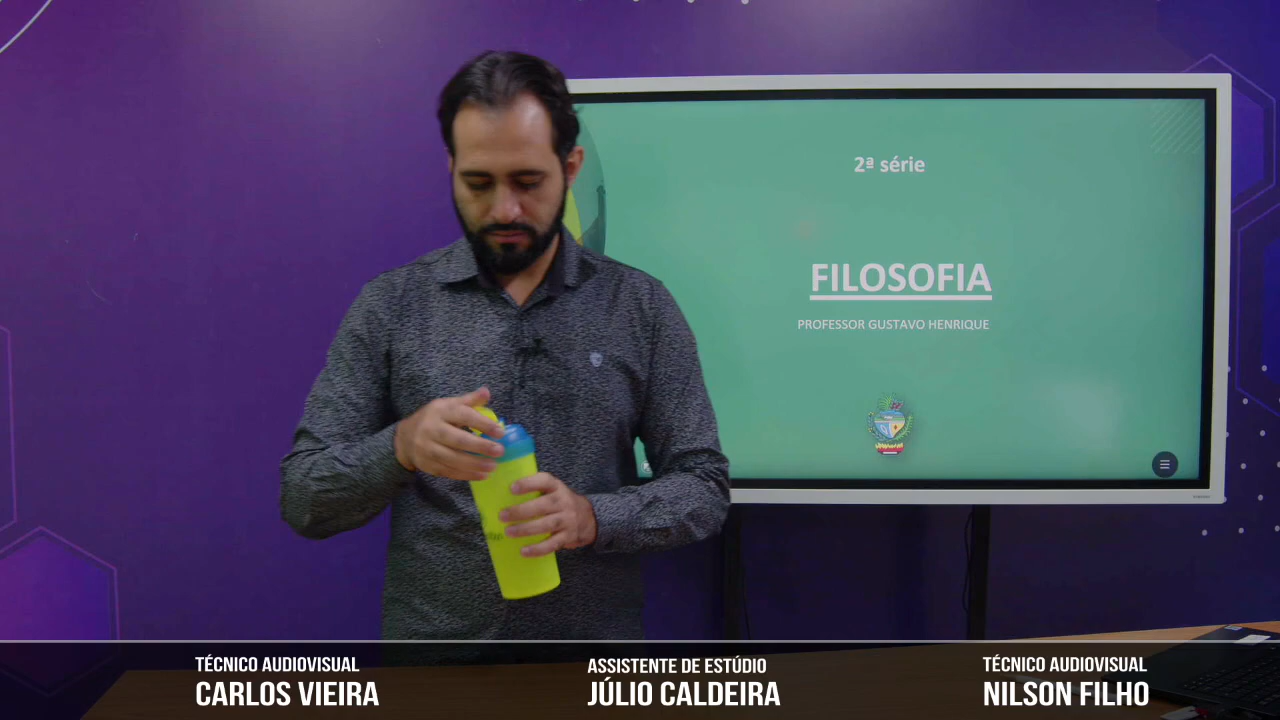 2ª série
FILOSOFIA
PROFESSOR GUSTAVO HENRIQUE
TÉCNICO AUDIOVISUAL
CARLOS VIEIRA
ASSISTENTE DE ESTÚDIO
JÚLIO CALDEIRA
TÉCNICO AUDIOVISUAL
NILSON FILHO